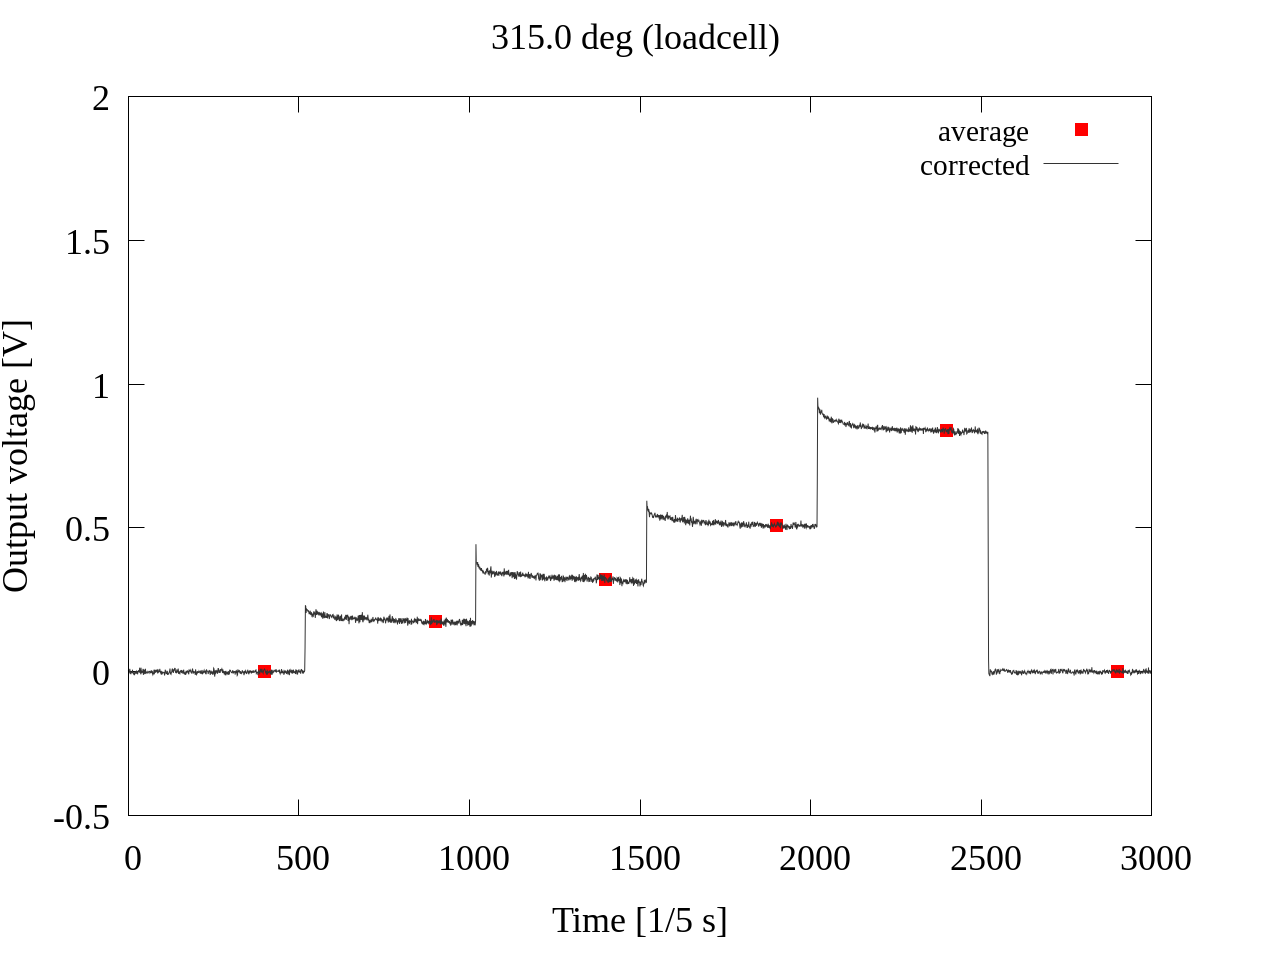 315.0 deg (loadcell)
2
1.5
1
0.5
0
-0.5
Output voltage [V]
average
corrected
0 500 1000 1500 2000 2500 3000
Time [1/5 s]